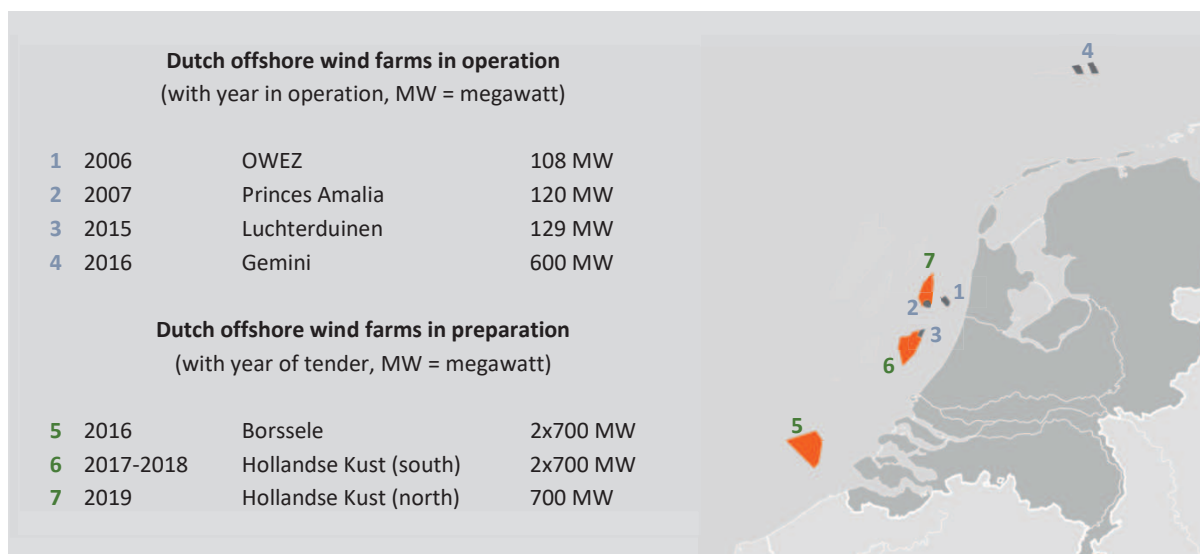 Dutch offshore wind farms in operation
(with year in operation, MW = megawatt)
1 2006 OWEZ 108 MW
2 2007 Princes Amalia 120 MW
3 2015 Luchterduinen 129 MW
4 2016 Gemini 600 MW
Dutch offshore wind farms in preparation
(with year of tender, MW = megawatt)
5 2016 Borssele 2x700 MW
6 2017-2018 Hollandse Kust (south) 2x700 MW
7 2019 Hollandse Kust (north) 700 MW
4
7
1
2
3
6
5